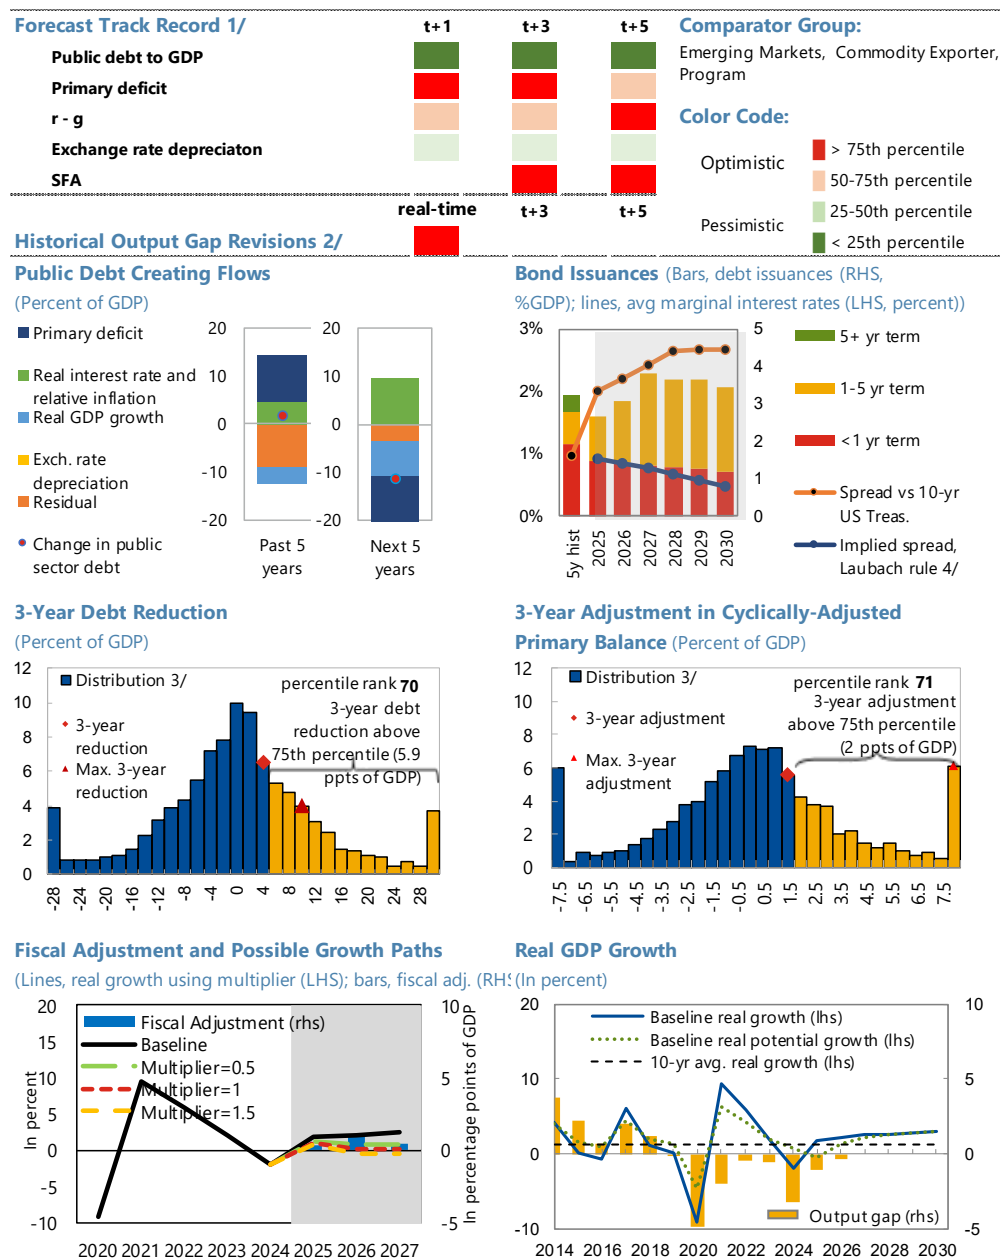 Forecast Track Record 1/
t+1 t+3 t+5
Public debt to GDP
Primary deficit
r - g
Exchange rate depreciaton
SFA
real-time t+3 t+5
Historical Output Gap Revisions 2/
Comparator Group:
Emerging Markets, Commodity Exporter,
Program
Color Code:
Optimistic
> 75th percentile
50-75th percentile
Pessimistic
25-50th percentile
< 25th percentile
Public Debt Creating Flows
(Percent of GDP)
Primary deficit
Real interest rate and
relative inflation
Real GDP growth
Exch. rate
depreciation
Residual
Change in public
sector debt
20
10
0
-10
-20
20
10
0
-10
-20
Past 5
years
Next 5
years
Bond Issuances (Bars, debt issuances (RHS,
%GDP); lines, avg marginal interest rates (LHS, percent))
3%
2%
1%
0%
5
4
3
2
1
0
5y hist 2025 2026 2027 2028 2029 2030
5+ yr term
1-5 yr term
<1 yr term
Spread vs 10-yr
US Treas.
Implied spread,
Laubach rule 4/
3-Year Debt Reduction
(Percent of GDP)
12
10
8
6
4
2
0
Distribution 3/
3-year
reduction
Max. 3-year
reduction
percentile rank 70
3-year debt
reduction above
75th percentile (5.9
ppts of GDP)
-28 -24 -20 -16 -12 -8 -4 0 4 8 12 16 20 24 28
3-Year Adjustment in Cyclically-Adjusted
Primary Balance (Percent of GDP)
12
10
8
6
4
2
0
Distribution 3/
3-year adjustment
Max. 3-year
adjustment
percentile rank 71
3-year adjustment
above 75th percentile
(2 ppts of GDP)
-7.5 -6.5 -5.5 -4.5 -3.5 -2.5 -1.5 -0.5 0.5 1.5 2.5 3.5 4.5 5.5 6.5 7.5
Fiscal Adjustment and Possible Growth Paths
(Lines, real growth using multiplier (LHS); bars, fiscal adj. (RHS
In percent
20
15
10
5
0
-5
-10
Fiscal Adjustment (rhs)
Baseline
Multiplier=0.5
Multiplier=1
Multiplier=1.5
10
5
0
-5
In percentage points of GDP
2020 2021 2022 2023 2024 2025 2026 2027
Real GDP Growth
(In percent)
20
10
0
-10
Baseline real growth (lhs)
Baseline real potential growth (lhs)
10-yr avg. real growth (lhs)
Output gap (rhs)
10
5
0
-5
2014 2016 2018 2020 2022 2024 2026 2028 2030